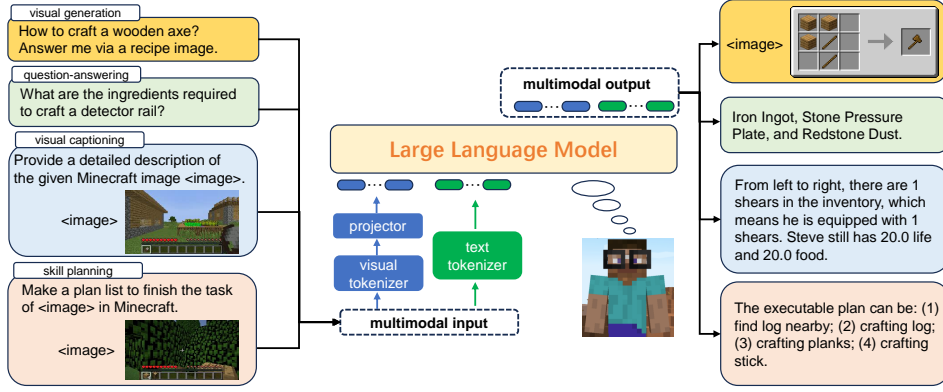 visual generation
How to craft a wooden axe?
Answer me via a recipe image.
question-answering
What are the ingredients required
to craft a detector rail?
visual captioning
Provide a detailed description of
the given Minecraft image <image>.
<image>
skill planning
Make a plan list to finish the task
of <image> in Minecraft.
<image>
multimodal output
... ...
Large Language Model
... ...
projector
visual
tokenizer
text
tokenizer
multimodal input
<image>
Iron Ingot, Stone Pressure
Plate, and Redstone Dust.
From left to right, there are 1
shears in the inventory, which
means he is equipped with 1
shears. Steve still has 20.0 life
and 20.0 food.
The executable plan can be: (1)
find log nearby; (2) crafting log;
(3) crafting planks; (4) crafting
stick.